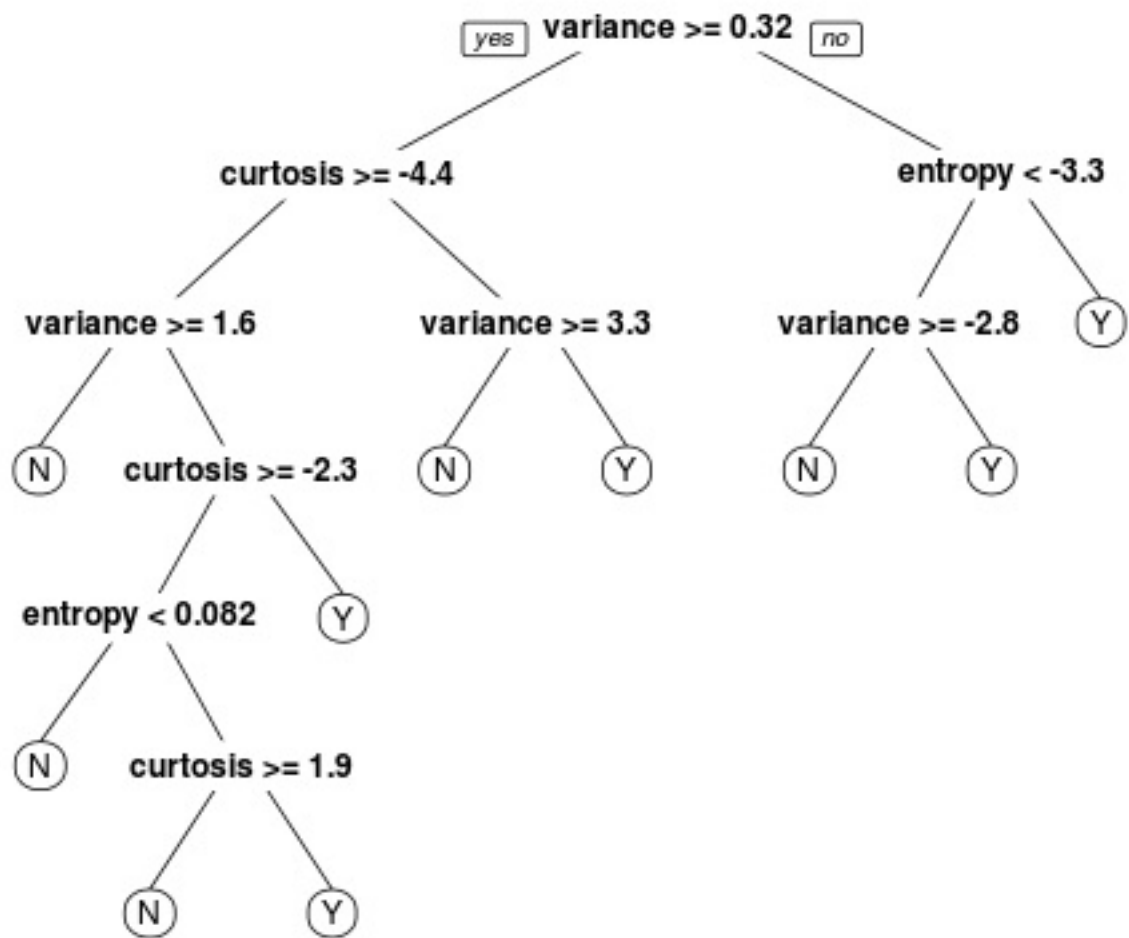 yes variance >= 0.32 no
curtosis >= -4.4 entropy < -3.3
variance >= 1.6 variance >= 3.3 variance >= -2.8 Y
N curtosis >= -2.3 N Y N Y
entropy < 0.082 Y
N curtosis >= 1.9
N Y